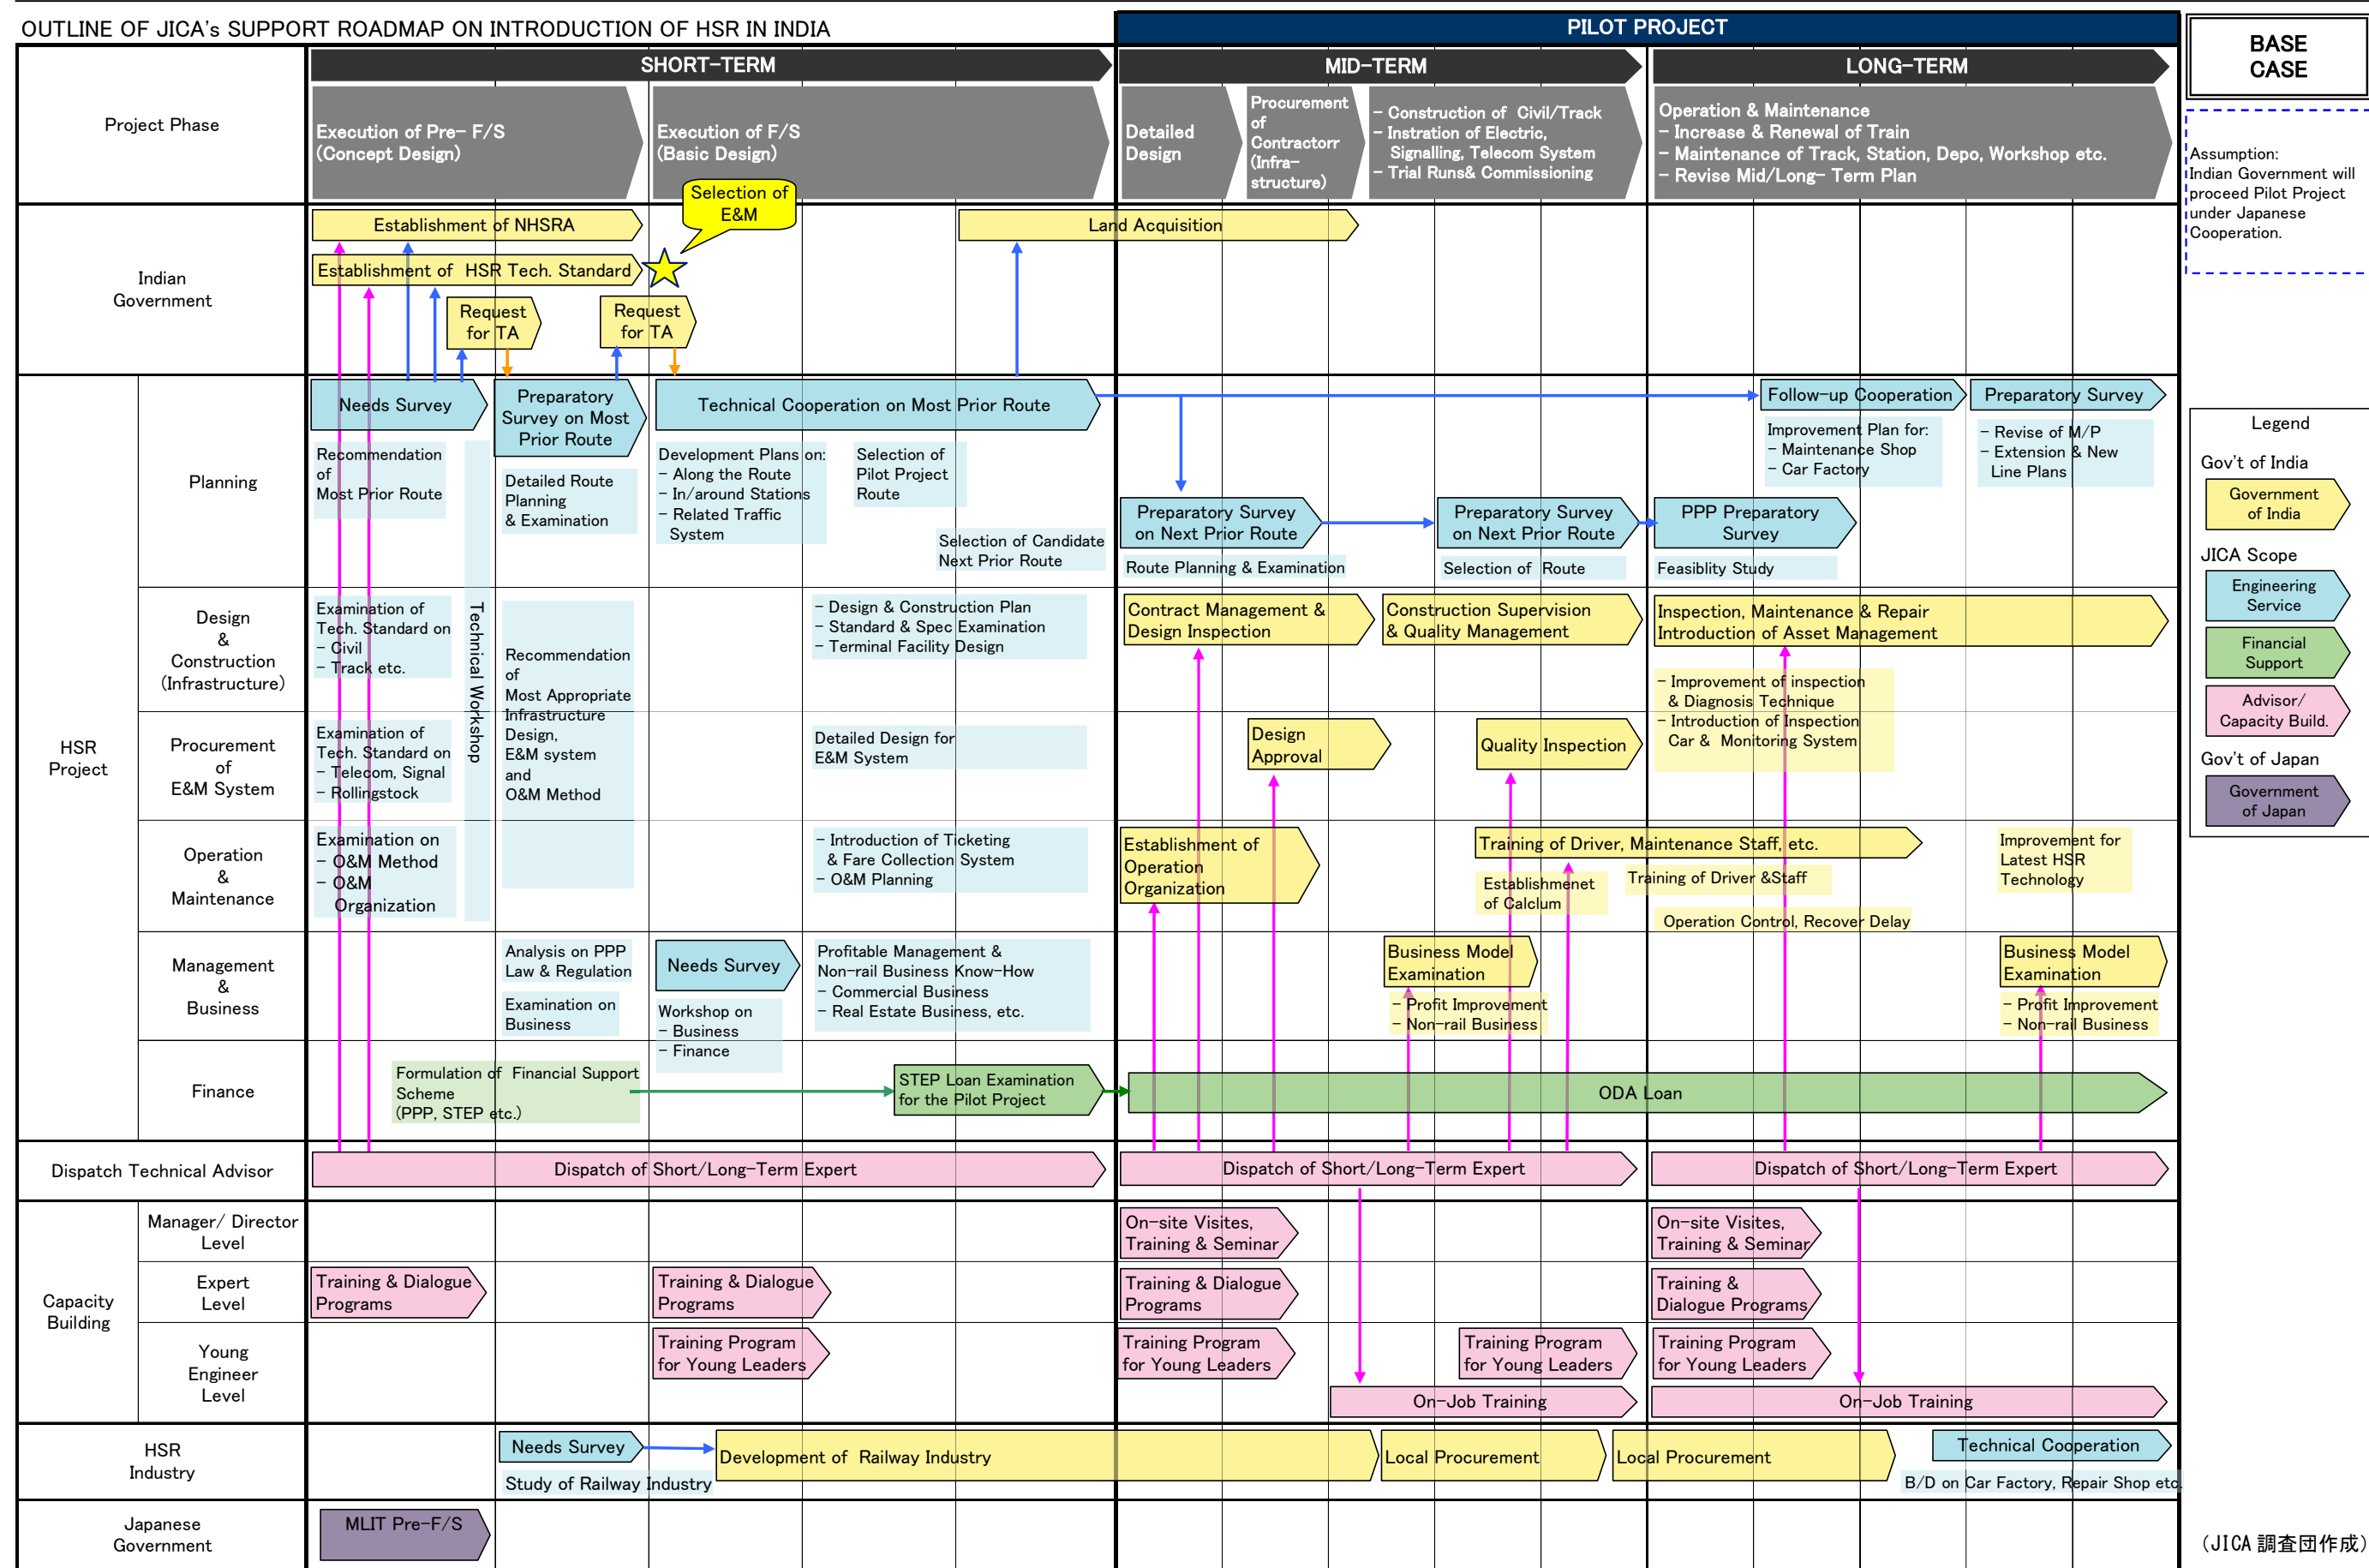 OUTLINE OF JICA's SUPPORT ROADMAP ON INTRODUCTION OF HSR IN INDIA
PILOT PROJECT
BASE
CASE
Project Phase
SHORT-TERM
MID-TERM
LONG-TERM
Execution of Pre- F/S
(Concept Design)
Execution of F/S
(Basic Design)
Detailed
Design
Procurement
of
Contractorr
(Infra-
structure)
- Construction of Civil/Track
- Instration of Electric,
Signalling, Telecom System
- Trial Runs& Commissioning
Operation & Maintenance
- Increase & Renewal of Train
- Maintenance of Track, Station, Depo, Workshop etc.
- Revise Mid/Long- Term Plan
Assumption:
Indian Government will
proceed Pilot Project
under Japanese
Cooperation.
Indian
Government
Establishment of NHSRA
Selection of
E&M
Land Acquisition
Establishment of HSR Tech. Standard
Request
for TA
Request
for TA
HSR
Project
Planning
Needs Survey
Preparatory
Survey on Most
Prior Route
Technical Cooperation on Most Prior Route
Follow-up Cooperation
Preparatory Survey
Recommendation
of
Most Prior Route
Detailed Route
Planning
& Examination
Development Plans on:
- Along the Route
- In/around Stations
- Related Traffic
System
Selection of
Pilot Project
Route
Selection of Candidate
Next Prior Route
Improvement Plan for:
- Maintenance Shop
- Car Factory
- Revise of M/P
- Extension & New
Line Plans
Preparatory Survey
on Next Prior Route
Preparatory Survey
on Next Prior Route
PPP Preparatory
Survey
Route Planning & Examination
Selection of Route
Feasiblity Study
Technical Workshop
Design
&
Construction
(Infrastructure)
Examination of
Tech. Standard on
- Civil
- Track etc.
Recommendation
of
Most Appropriate
Infrastructure
Design,
E&M system
and
O&M Method
- Design & Construction Plan
- Standard & Spec Examination
- Terminal Facility Design
Contract Management &
Design Inspection
Construction Supervision
& Quality Management
Inspection, Maintenance & Repair
Introduction of Asset Management
- Improvement of inspection
& Diagnosis Technique
- Introduction of Inspection
Car & Monitoring System
Procurement
of
E&M System
Examination of
Tech. Standard on
- Telecom, Signal
- Rollingstock
Detailed Design for
E&M System
Design
Approval
Quality Inspection
Operation
&
Maintenance
Examination on
- O&M Method
- O&M
Organization
- Introduction of Ticketing
& Fare Collection System
- O&M Planning
Establishment of
Operation
Organization
Training of Driver, Maintenance Staff, etc.
Establishmenet
of Calclum
Training of Driver &Staff
Operation Control, Recover Delay
Improvement for
Latest HSR
Technology
Management
&
Business
Analysis on PPP
Law & Regulation
Examination on
Business
Needs Survey
Workshop on
- Business
- Finance
Profitable Management &
Non-rail Business Know-How
- Commercial Business
- Real Estate Business, etc.
Business Model
Examination
- Profit Improvement
- Non-rail Business
Business Model
Examination
- Profit Improvement
- Non-rail Business
Finance
Formulation of Financial Support
Scheme
(PPP, STEP etc.)
STEP Loan Examination
for the Pilot Project
ODA Loan
Dispatch Technical Advisor
Dispatch of Short/Long-Term Expert
Dispatch of Short/Long-Term Expert
Dispatch of Short/Long-Term Expert
Capacity
Building
Manager/ Director
Level
On-site Visites,
Training & Seminar
On-site Visites,
Training & Seminar
Expert
Level
Training & Dialogue
Programs
Training & Dialogue
Programs
Training & Dialogue
Programs
Training &
Dialogue Programs
Young
Engineer
Level
Training Program
for Young Leaders
Training Program
for Young Leaders
Training Program
for Young Leaders
Training Program
for Young Leaders
On-Job Training
On-Job Training
HSR
Industry
Needs Survey
Study of Railway Industry
Development of Railway Industry
Local Procurement
Local Procurement
Technical Cooperation
B/D on Car Factory, Repair Shop etc.
Japanese
Government
MLIT Pre-F/S
Legend
Gov't of India
Government
of India
JICA Scope
Engineering
Service
Financial
Support
Advisor/
Capacity Build.
Gov't of Japan
Government
of Japan
(JICA 調査団作成)